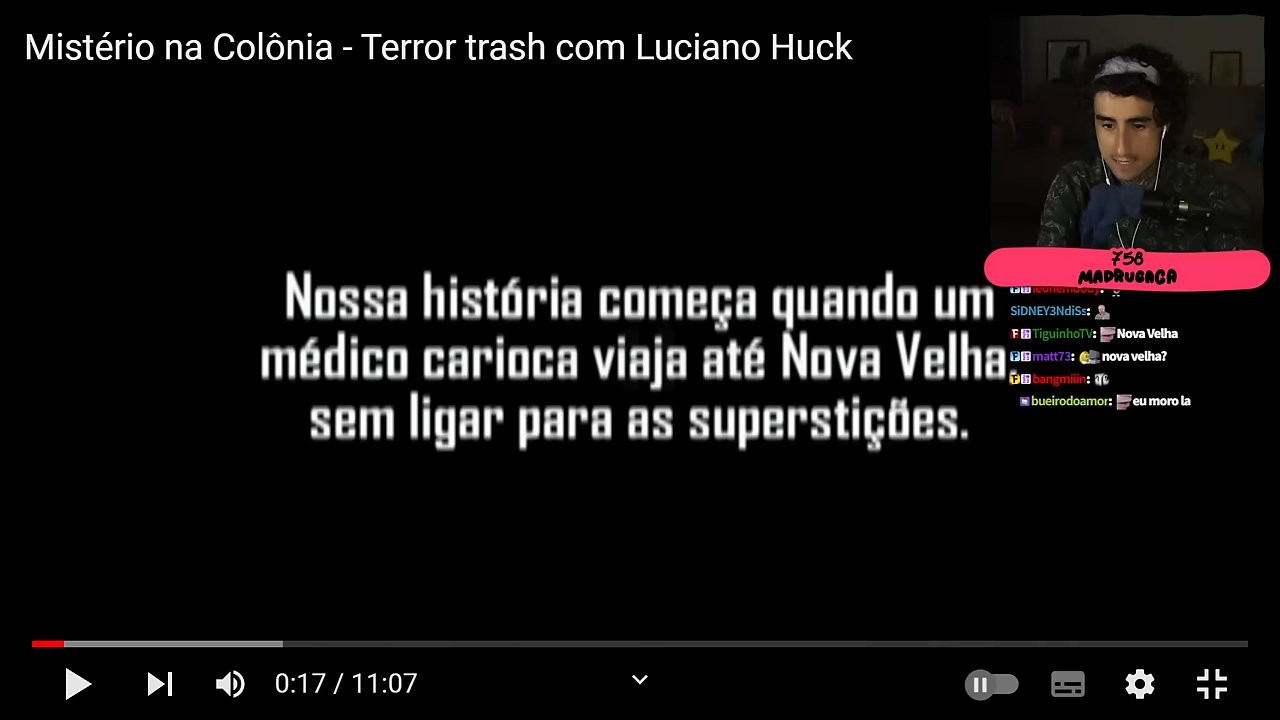 Mistério na Colônia - Terror trash com Luciano Huck
758
MADRUGAGA
SiDNEY3NdiSs:
TiguinhoTV: Nova Velha
matt73: nova velha?
bangmiiin:
bueirodoamor: eu moro la
Nossa história começa quando um
médico carioca viaja até Nova Velha,
sem ligar para as superstições.
0:17 / 11:07